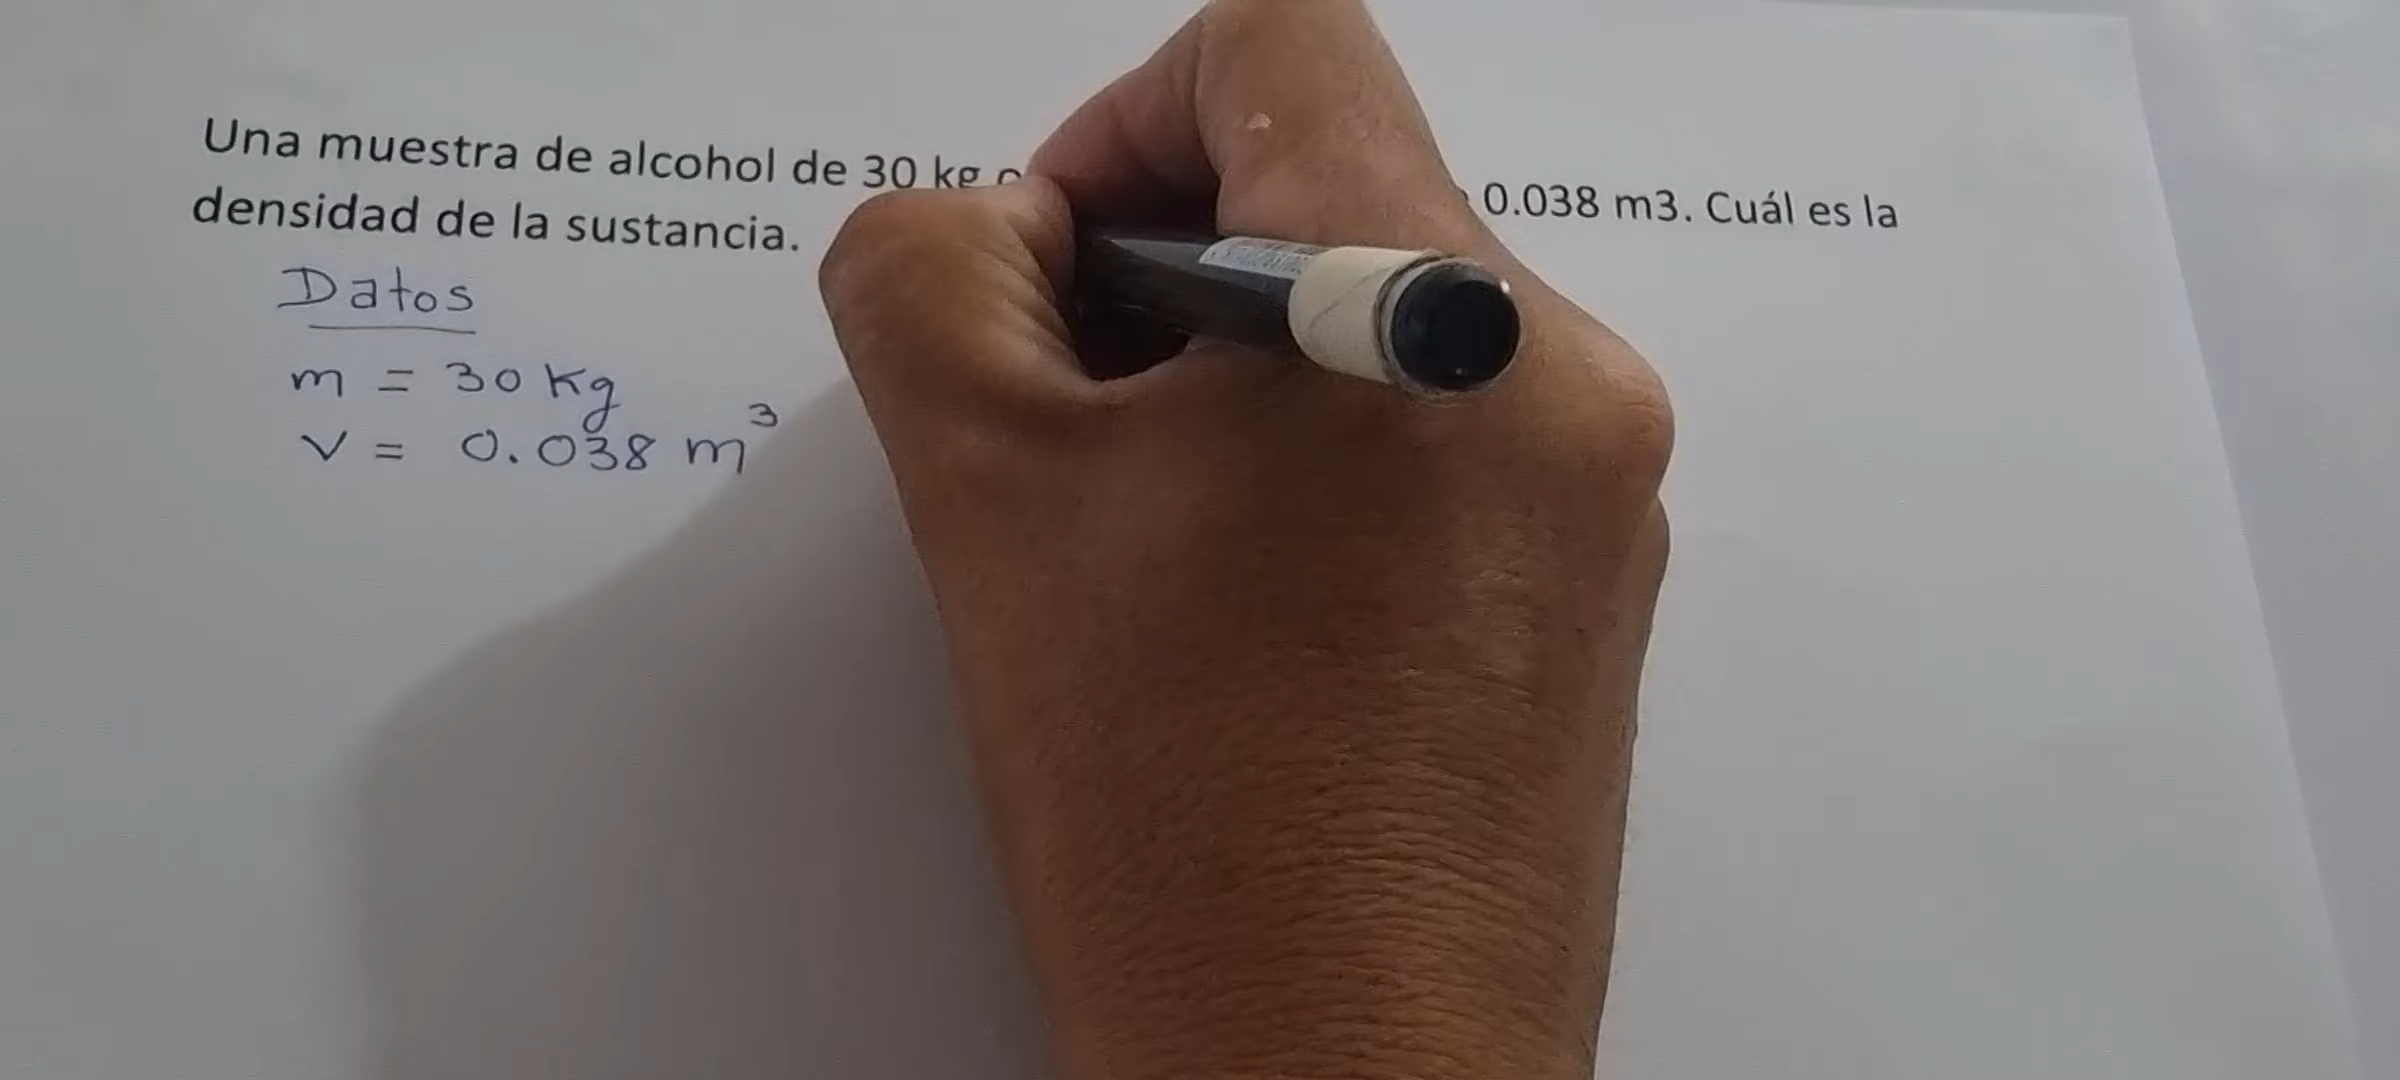 Una muestra de alcohol de 30 kg 0.038 m3. Cuál es la
densidad de la sustancia.
Datos
m = 30 Kg
v = 0.038 m³